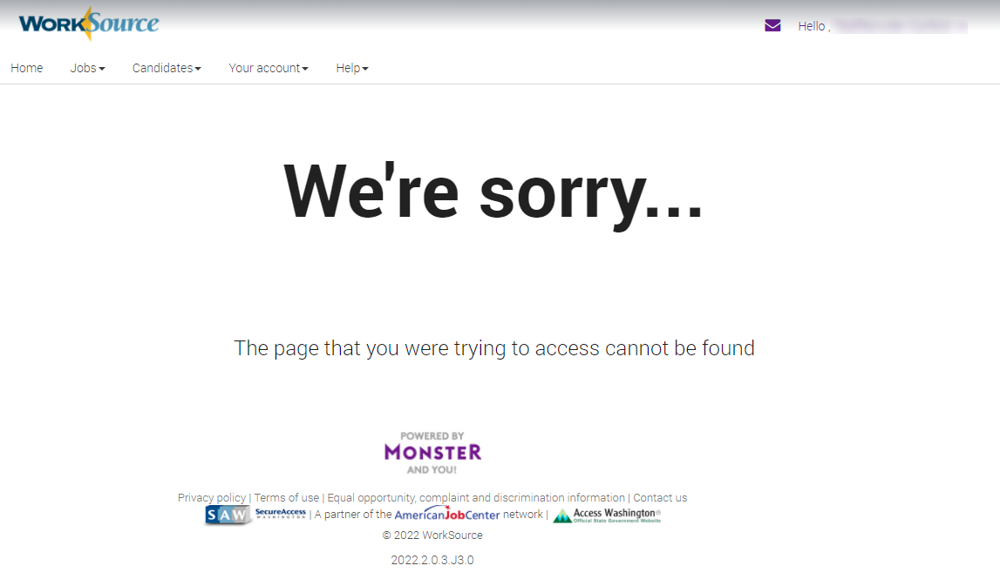 WORKSOURCE
Hello ,
Home Jobs Candidates Your account Help
We're sorry...
The page that you were trying to access cannot be found
POWERED BY
MONSTER
AND YOU!
Privacy policy | Terms of use | Equal opportunity, complaint and discrimination information | Contact us
SAW SECUREACCESS WASHINGTON | A partner of the AmericanJobCenter network | Access Washington® Official State Government Website
© 2022 WorkSource
2022.2.0.3.J3.0